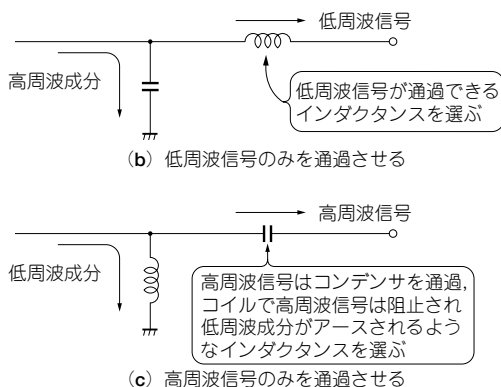 低周波信号
高周波成分
低周波信号が通過できる
インダクタンスを選ぶ
(b) 低周波信号のみを通過させる
高周波信号
低周波成分
高周波信号はコンデンサを通過，
コイルで高周波信号は阻止され
低周波成分がアースされるよう
なインダクタンスを選ぶ
(c) 高周波信号のみを通過させる